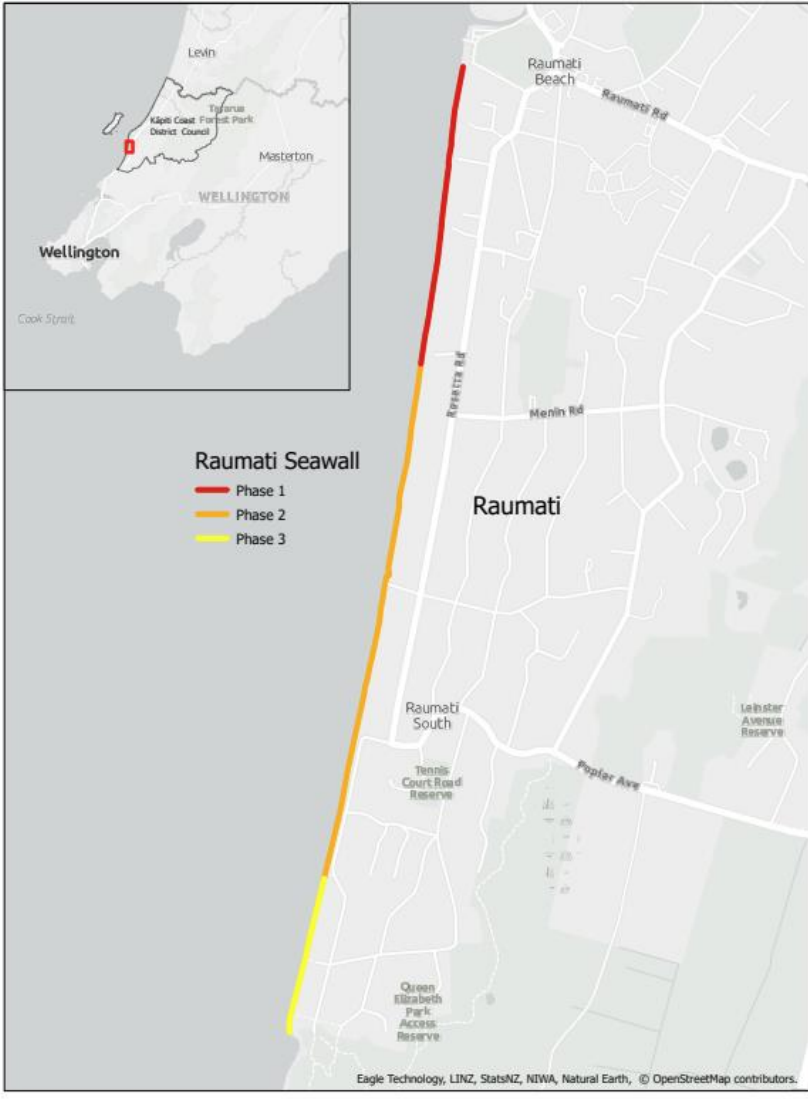 Levin
Kāpiti Coast
District Council
Tararua
Forest Park
Masterton
WELLINGTON
Wellington
Cook Strait
Raumati
Beach
Raumati Rd
Rosetta Rd
Menin Rd
Raumati Seawall
Phase 1
Phase 2
Phase 3
Raumati
Raumati
South
Leinster
Avenue
Reserve
Tennis
Court Road
Reserve
Poplar Ave
Queen
Elizabeth
Park
Access
Reserve
Eagle Technology, LINZ, StatsNZ, NIWA, Natural Earth, © OpenStreetMap contributors.